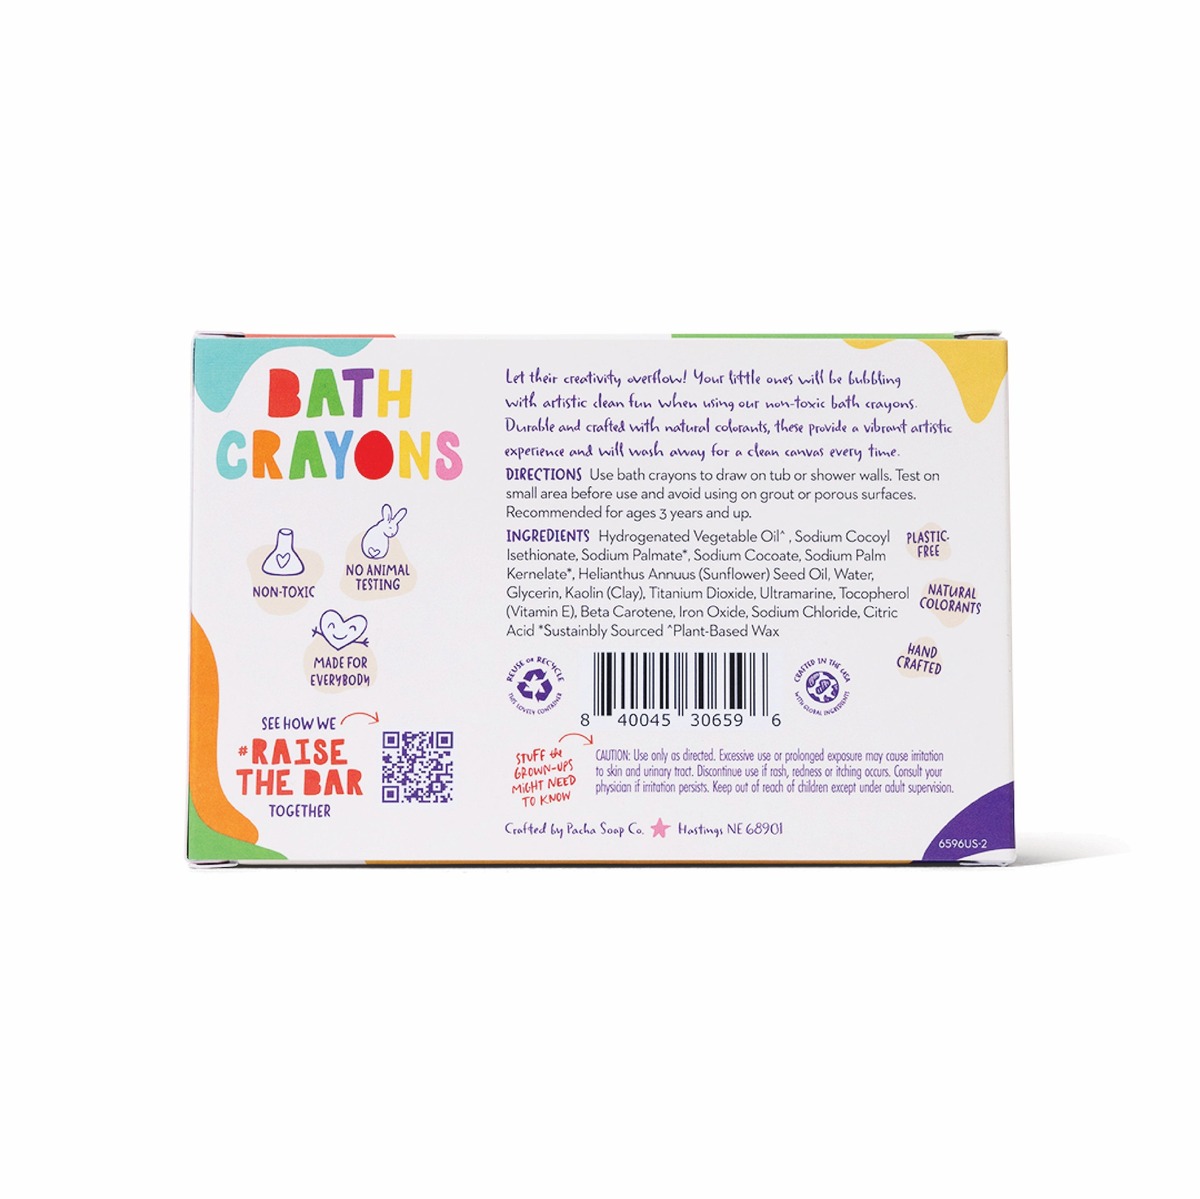 BATH
CRAYONS
NON-TOXIC
NO ANIMAL
TESTING
MADE FOR
EVERYBODY
SEE HOW WE
#RAISE
THE BAR
TOGETHER
Let their creativity overflow! Your little ones will be bubbling
with artistic clean fun when using our non-toxic bath crayons.
Durable and crafted with natural colorants, these provide a vibrant artistic
experience and will wash away for a clean canvas every time.
DIRECTIONS Use bath crayons to draw on tub or shower walls. Test on
small area before use and avoid using on grout or porous surfaces.
Recommended for ages 3 years and up.
INGREDIENTS Hydrogenated Vegetable Oil^ , Sodium Cocoyl
Isethionate, Sodium Palmate*, Sodium Cocoate, Sodium Palm
Kernelate*, Helianthus Annuus (Sunflower) Seed Oil, Water,
Glycerin, Kaolin (Clay), Titanium Dioxide, Ultramarine, Tocopherol
(Vitamin E), Beta Carotene, Iron Oxide, Sodium Chloride, Citric
Acid *Sustainbly Sourced ^Plant-Based Wax
PLASTIC-
FREE
NATURAL
COLORANTS
HAND
CRAFTED
REUSE OR RECYCLE
THIS LOVELY CONTAINER
8 40045 30659 6
CRAFTED IN THE USA
WITH GLOBAL INGREDIENTS
STUFF the
GROWN-UPS
MIGHT NEED
TO KNOW
CAUTION: Use only as directed. Excessive use or prolonged exposure may cause irritation
to skin and urinary tract. Discontinue use if rash, redness or itching occurs. Consult your
physician if irritation persists. Keep out of reach of children except under adult supervision.
Crafted by Pacha Soap Co. Hastings NE 68901
6596US-2